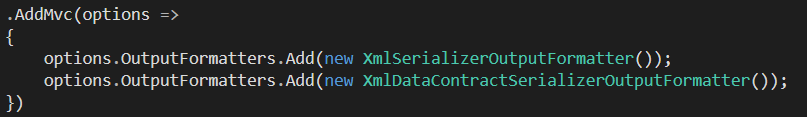 .AddMvc(options =>
{
    options.OutputFormatters.Add(new XmlSerializerOutputFormatter());
    options.OutputFormatters.Add(new XmlDataContractSerializerOutputFormatter());
})